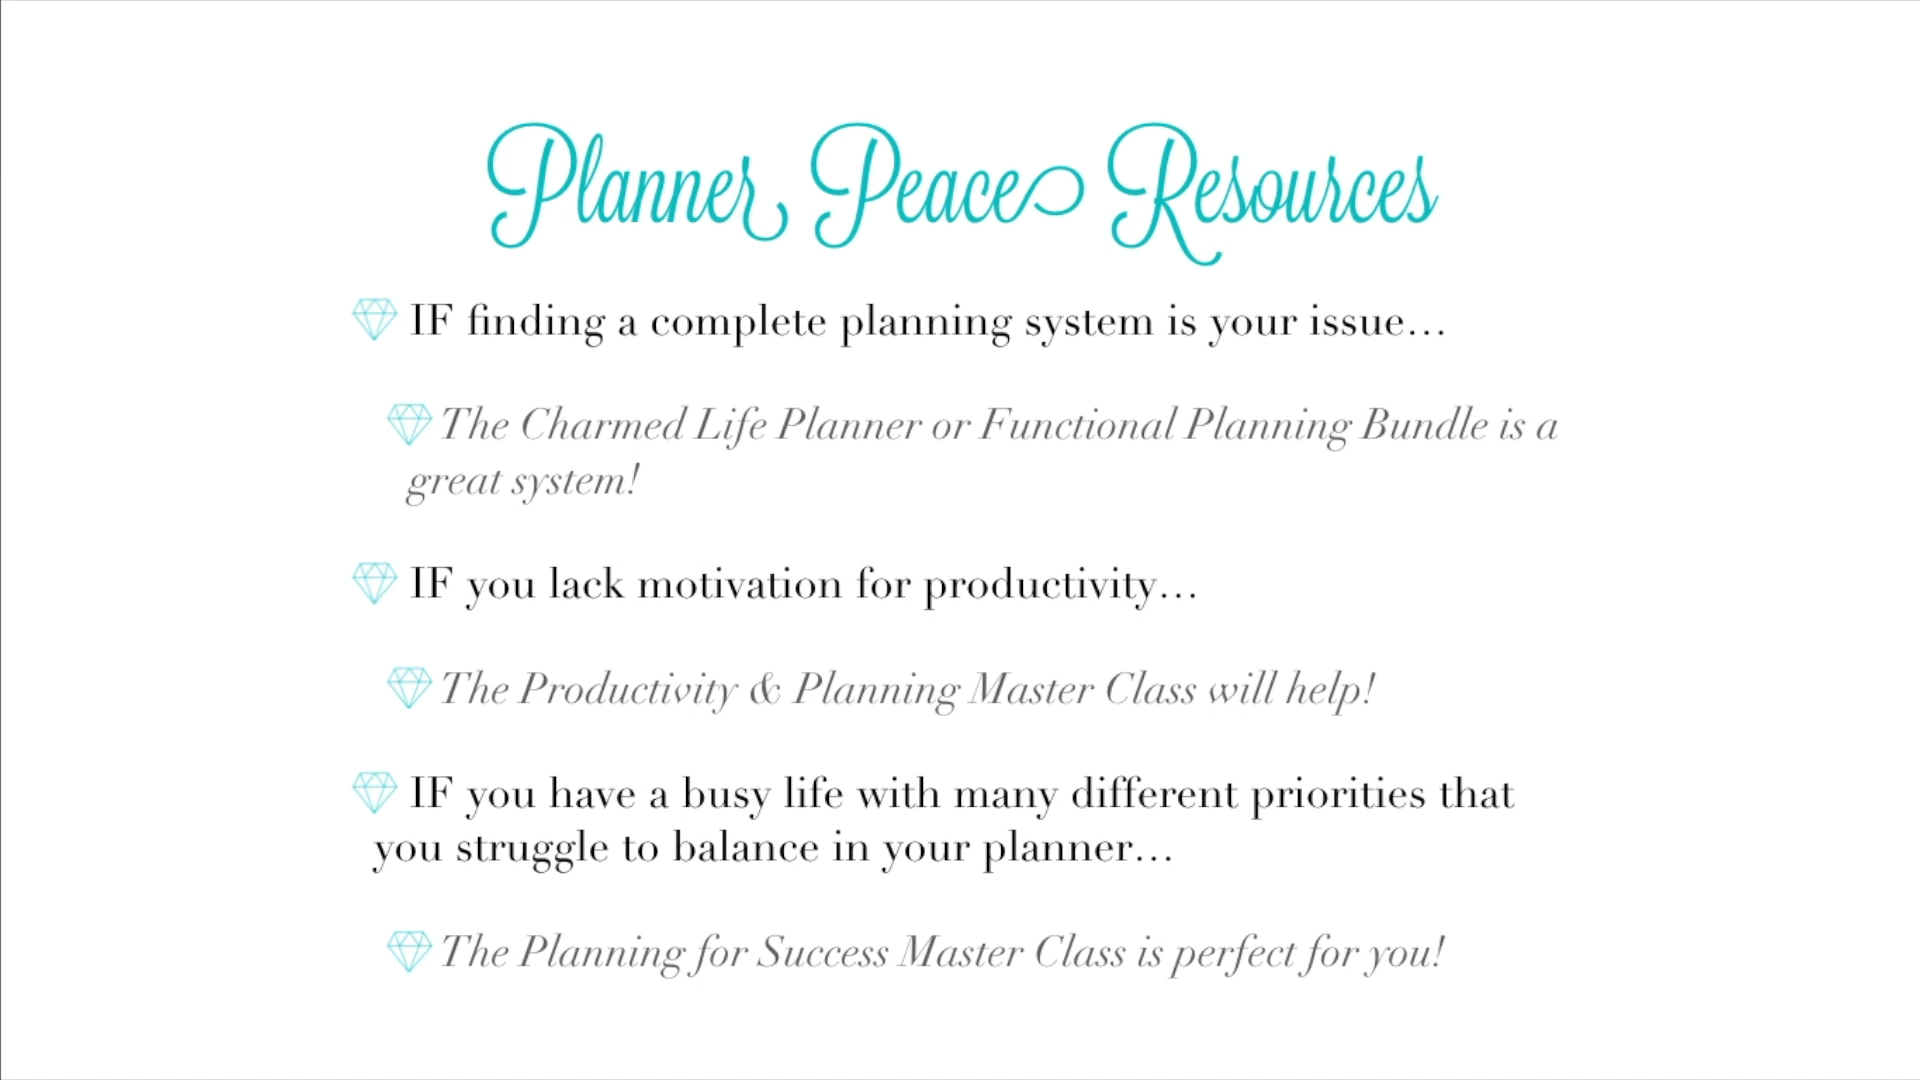 Planner Peace Resources
IF finding a complete planning system is your issue…
The Charmed Life Planner or Functional Planning Bundle is a
great system!
IF you lack motivation for productivity…
The Productivity & Planning Master Class will help!
IF you have a busy life with many different priorities that
you struggle to balance in your planner…
The Planning for Success Master Class is perfect for you!